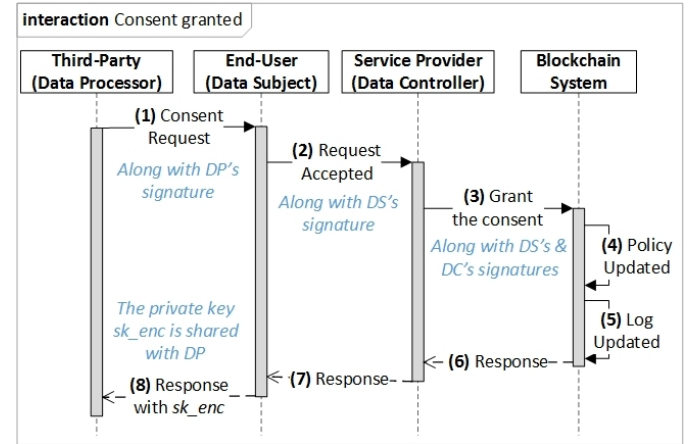 interaction Consent granted
Third-Party
(Data Processor)
End-User
(Data Subject)
Service Provider
(Data Controller)
Blockchain
System
(1) Consent
Request
Along with DP's
signature
(2) Request
Accepted
Along with DS's
signature
(3) Grant
the consent
Along with DS's &
DC's signatures
(4) Policy
Updated
(5) Log
Updated
(6) Response
(7) Response
The private key
sk_enc is shared
with DP
(8) Response
with sk_enc